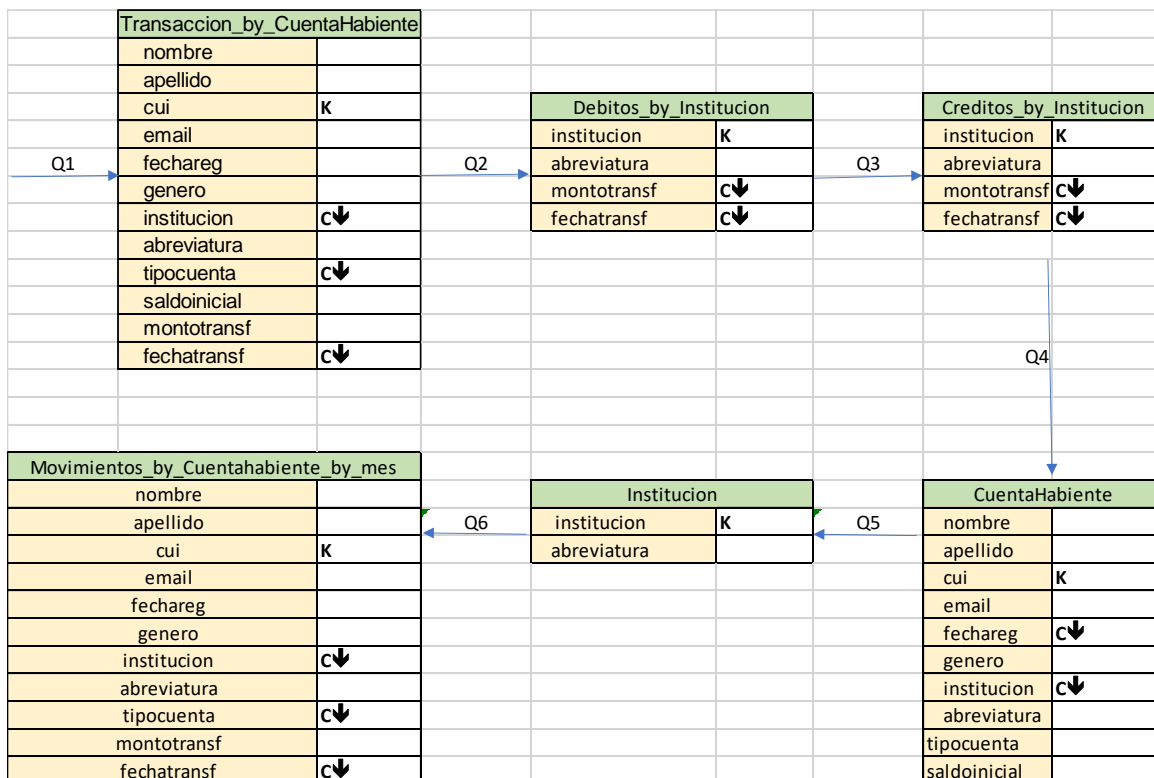 Transaccion_by_CuentaHabiente
nombre
apellido
cui K
email
fechareg
genero
institucion C🡻
abreviatura
tipocuenta C🡻
saldoinicial
montotransf
fechatransf C🡻
Q1
Q2
Debitos_by_Institucion
institucion K
abreviatura
montotransf C🡻
fechatransf C🡻
Q3
Creditos_by_Institucion
institucion K
abreviatura
montotransf C🡻
fechatransf C🡻
Q4
Movimientos_by_Cuentahabiente_by_mes
nombre
apellido
cui K
email
fechareg
genero
institucion C🡻
abreviatura
tipocuenta C🡻
montotransf
fechatransf C🡻
Q6
Institucion
institucion K
abreviatura
Q5
CuentaHabiente
nombre
apellido
cui K
email
fechareg C🡻
genero
institucion C🡻
abreviatura
tipocuenta
saldoinicial